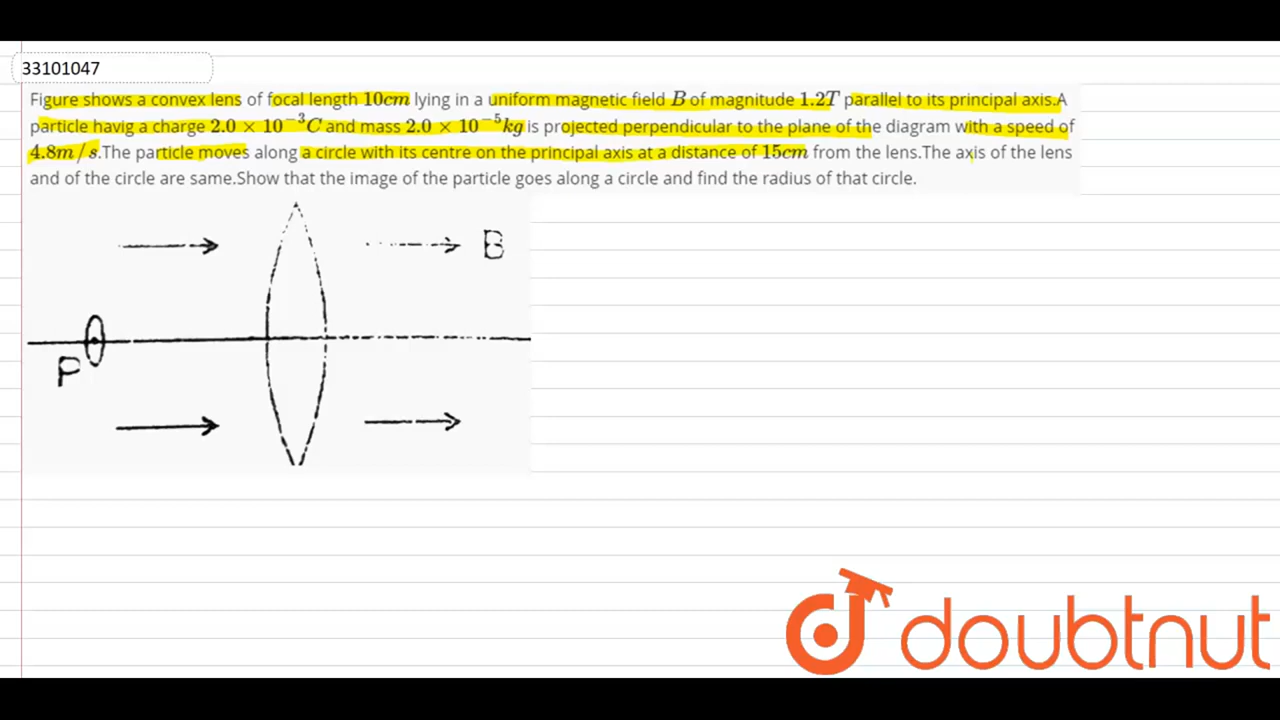 33101047
Figure shows a convex lens of focal length 10cm lying in a uniform magnetic field B of magnitude 1.2T parallel to its principal axis.A
particle havig a charge 2.0 × 10⁻³C and mass 2.0 × 10⁻⁵kg is projected perpendicular to the plane of the diagram with a speed of
4.8m/s.The particle moves along a circle with its centre on the principal axis at a distance of 15cm from the lens.The axis of the lens
and of the circle are same.Show that the image of the particle goes along a circle and find the radius of that circle.
B
P
doubtnut